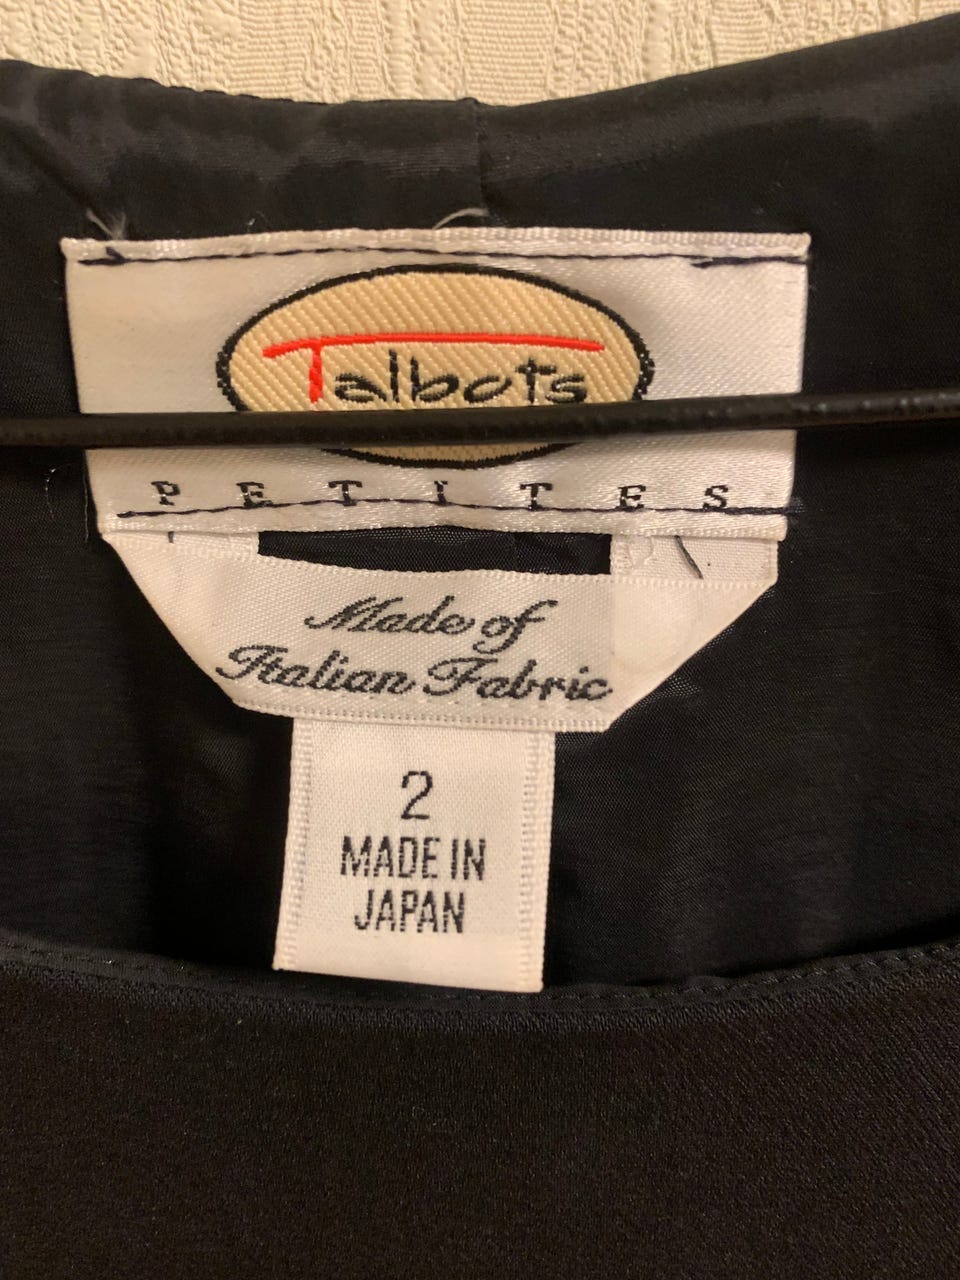 Talbots
PETITES
Made of
Italian Fabric
2
MADE IN
JAPAN